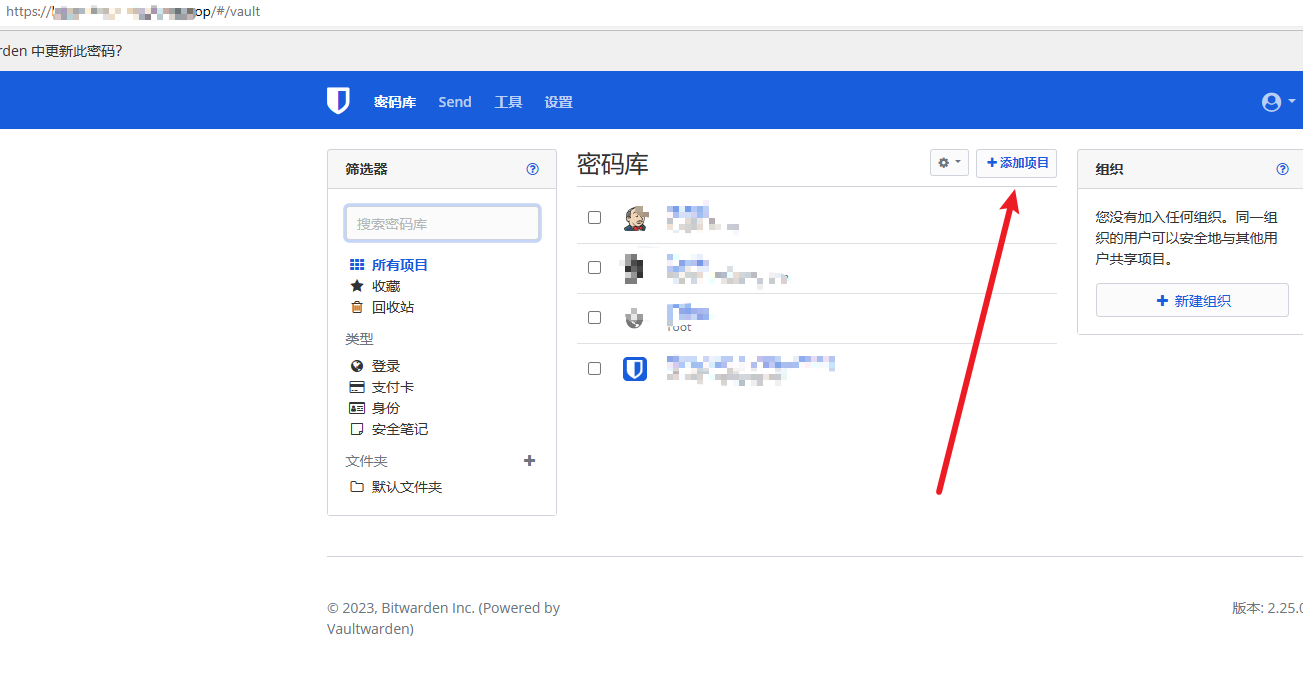 https://
op/#/vault
rden 中更新此密码?
密码库
Send
工具
设置
筛选器
搜索密码库
所有项目
收藏
回收站
类型
登录
支付卡
身份
安全笔记
文件夹
默认文件夹
密码库
添加项目
root
组织
您没有加入任何组织。同一组
织的用户可以安全地与其他用
户共享项目。
新建组织
© 2023, Bitwarden Inc. (Powered by
Vaultwarden)
版本: 2.25.0